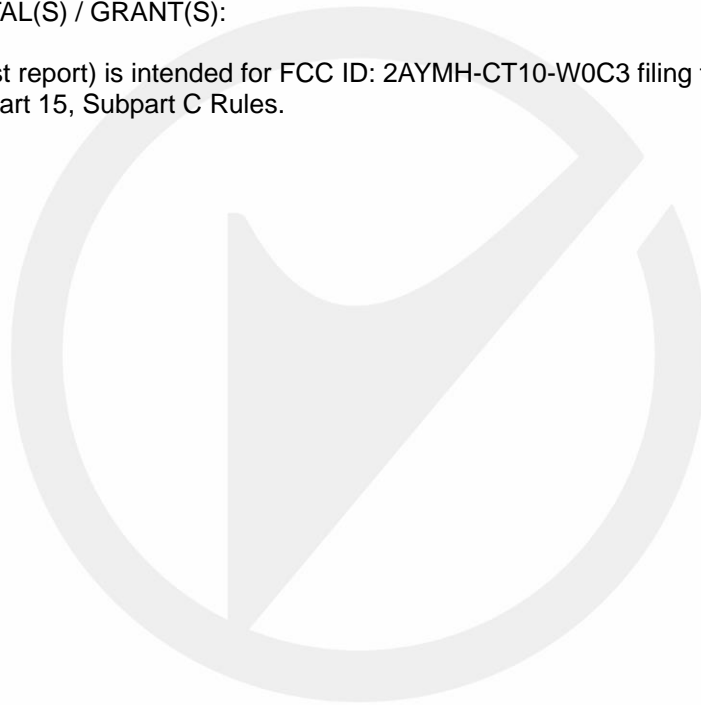 TAL(S) / GRANT(S):
st report) is intended for FCC ID: 2AYMH-CT10-W0C3 filing
art 15, Subpart C Rules.